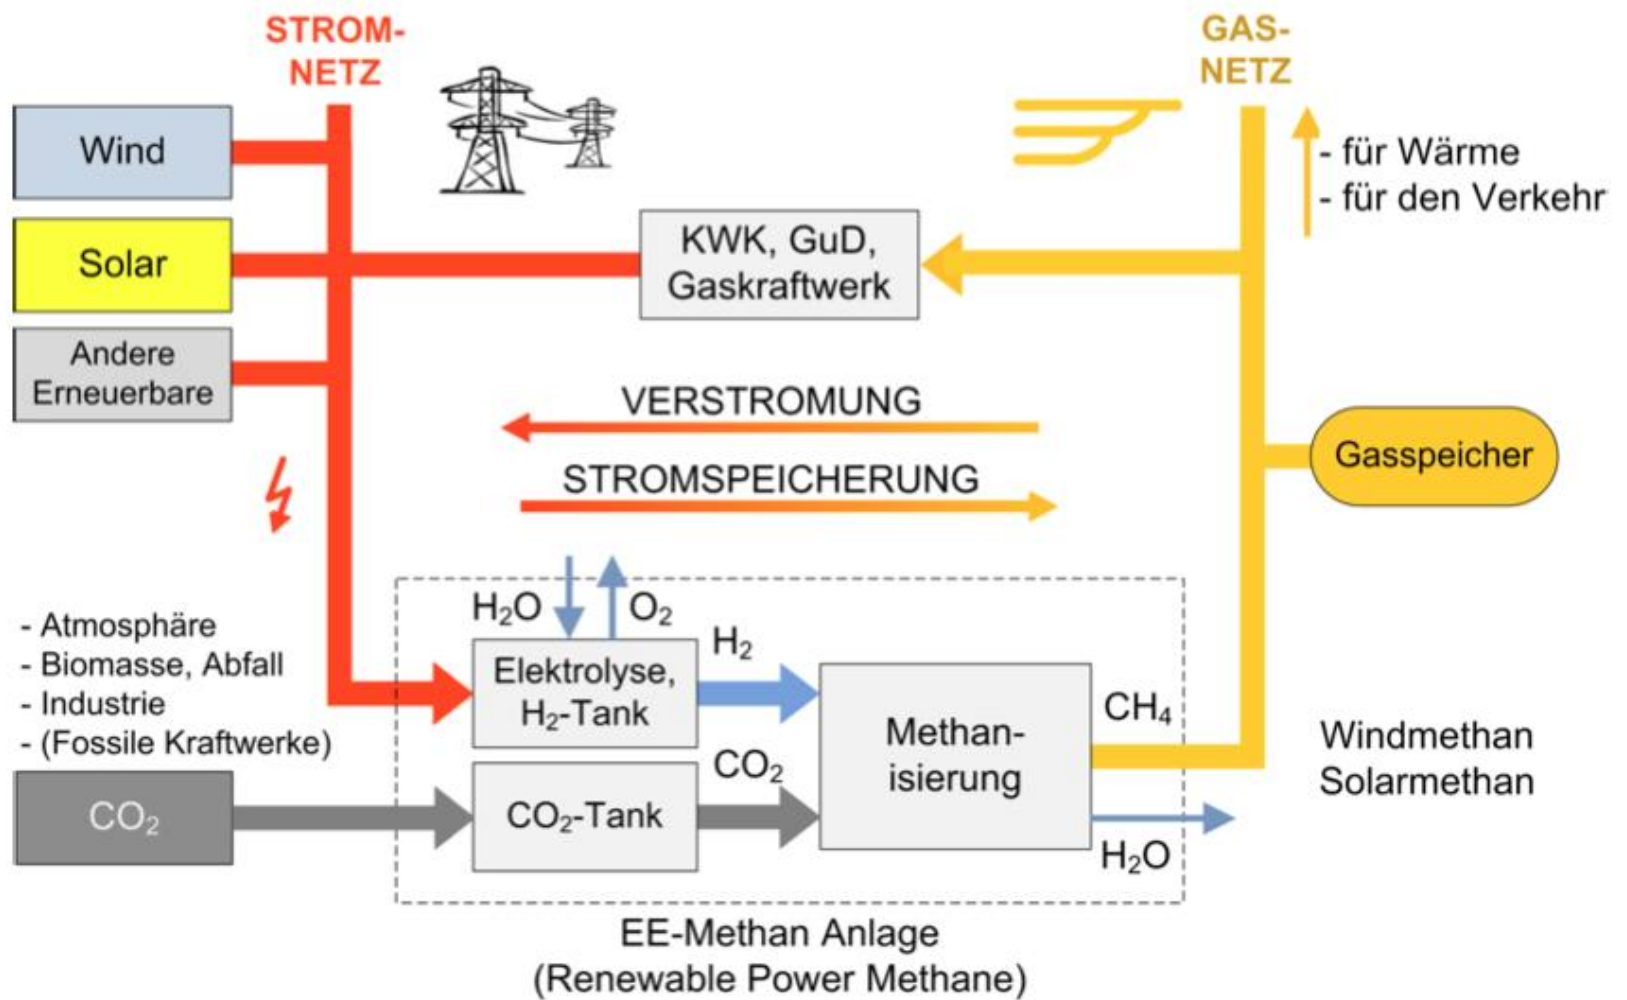 STROM-
NETZ
GAS-
NETZ
Wind
- für Wärme
- für den Verkehr
KWK, GuD,
Gaskraftwerk
Solar
Andere
Erneuerbare
VERSTROMUNG
STROMSPEICHERUNG
Gasspeicher
H₂O
O₂
- Atmosphäre
- Biomasse, Abfall
- Industrie
- (Fossile Kraftwerke)
Elektrolyse,
H₂-Tank
H₂
Methan-
isierung
CH₄
Windmethan
Solarmethan
CO₂
CO₂-Tank
CO₂
H₂O
EE-Methan Anlage
(Renewable Power Methane)